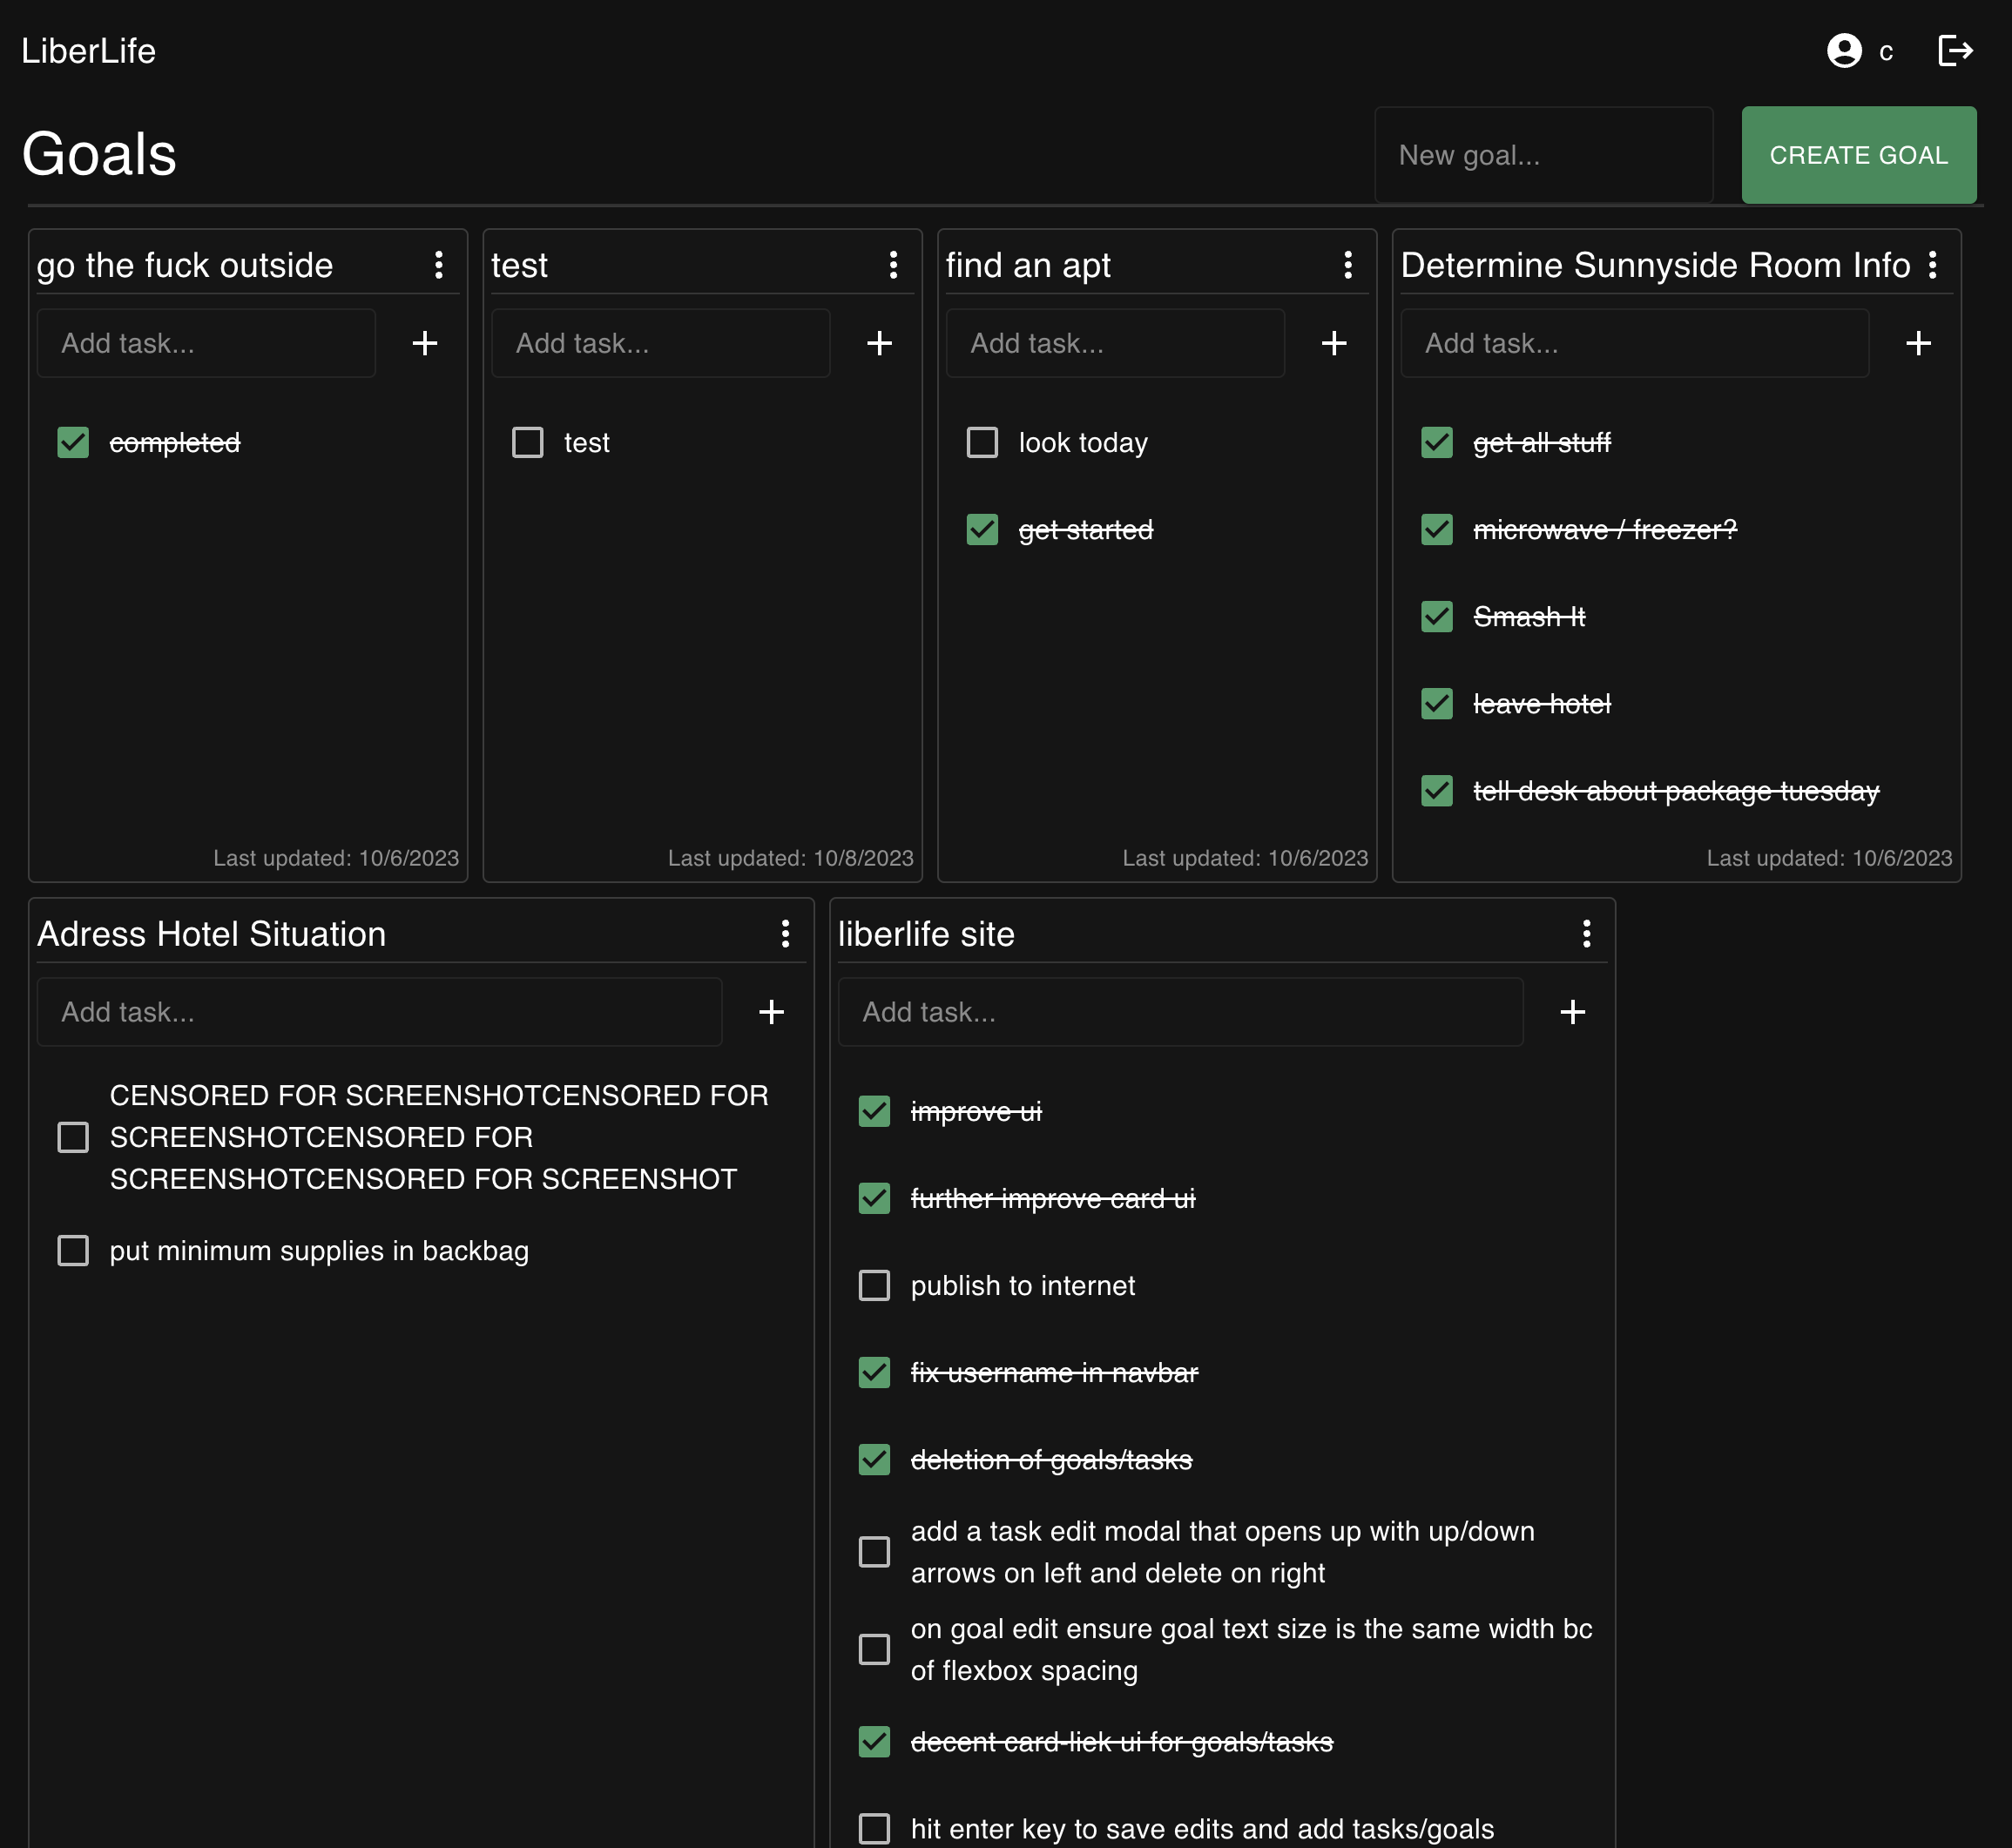 LiberLife
c
Goals
New goal...
CREATE GOAL
go the fuck outside
Add task...
completed
Last updated: 10/6/2023
test
Add task...
test
Last updated: 10/8/2023
find an apt
Add task...
look today
get started
Last updated: 10/6/2023
Determine Sunnyside Room Info
Add task...
get all stuff
microwave / freezer?
Smash It
leave hotel
tell desk about package tuesday
Last updated: 10/6/2023
Adress Hotel Situation
Add task...
CENSORED FOR SCREENSHOTCENSORED FOR
SCREENSHOTCENSORED FOR
SCREENSHOTCENSORED FOR SCREENSHOT
put minimum supplies in backbag
liberlife site
Add task...
improve ui
further improve card ui
publish to internet
fix username in navbar
deletion of goals/tasks
add a task edit modal that opens up with up/down
arrows on left and delete on right
on goal edit ensure goal text size is the same width bc
of flexbox spacing
decent card-liek ui for goals/tasks
hit enter key to save edits and add tasks/goals